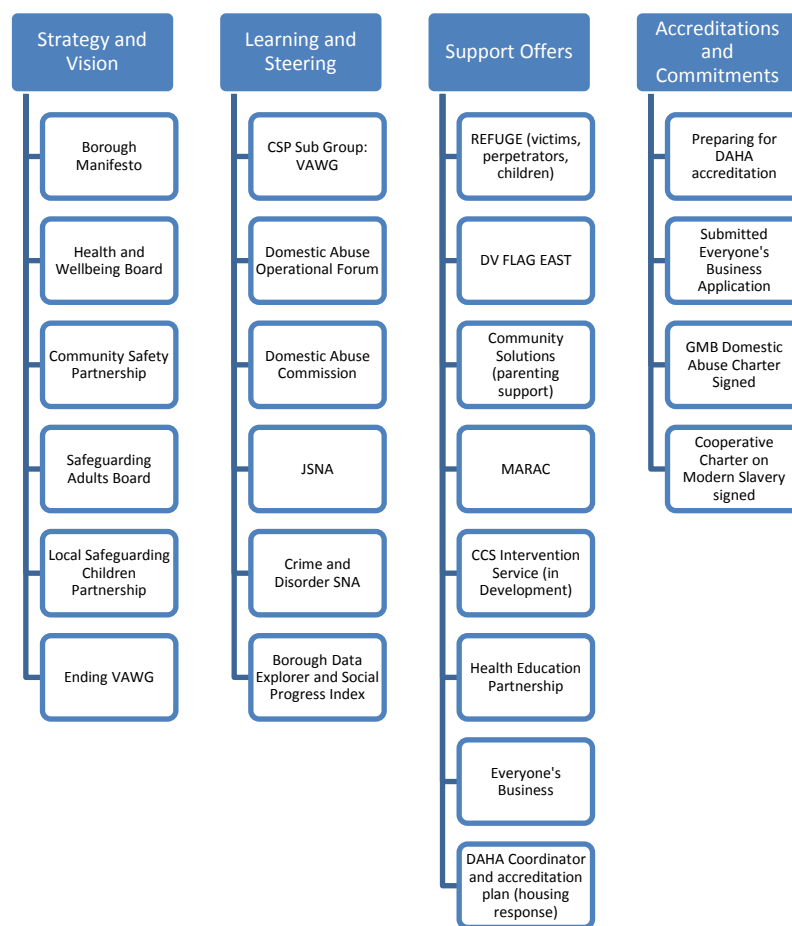 Strategy and
Vision
Borough
Manifesto
Health and
Wellbeing Board
Community Safety
Partnership
Safeguarding
Adults Board
Local Safeguarding
Children
Partnership
Ending VAWG
Learning and
Steering
CSP Sub Group:
VAWG
Domestic Abuse
Operational Forum
Domestic Abuse
Commission
JSNA
Crime and
Disorder SNA
Borough Data
Explorer and Social
Progress Index
Support Offers
REFUGE (victims,
perpetrators,
children)
DV FLAG EAST
Community
Solutions
(parenting
support)
MARAC
CCS Intervention
Service (in
Development)
Health Education
Partnership
Everyone's
Business
DAHA Coordinator
and accreditation
plan (housing
response)
Accreditations
and
Commitments
Preparing for
DAHA
accreditation
Submitted
Everyone's
Business
Application
GMB Domestic
Abuse Charter
Signed
Cooperative
Charter on
Modern Slavery
signed